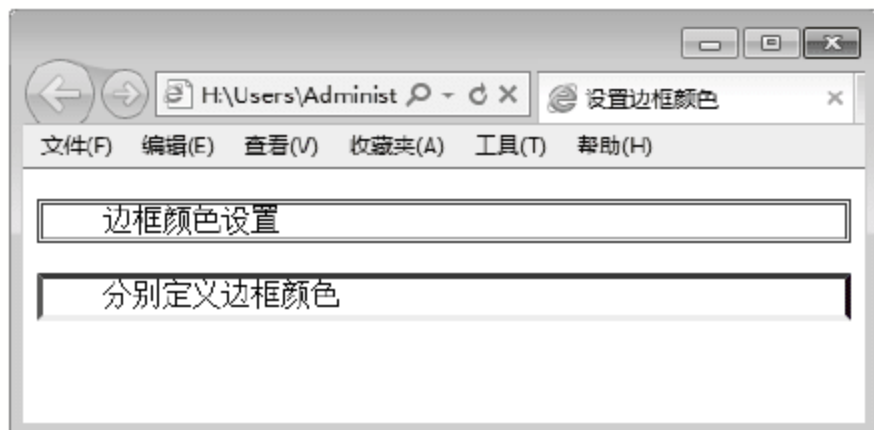 H:\Users\Administ
设置边框颜色
文件(F) 编辑(E) 查看(V) 收藏夹(A) 工具(T) 帮助(H)
边框颜色设置
分别定义边框颜色